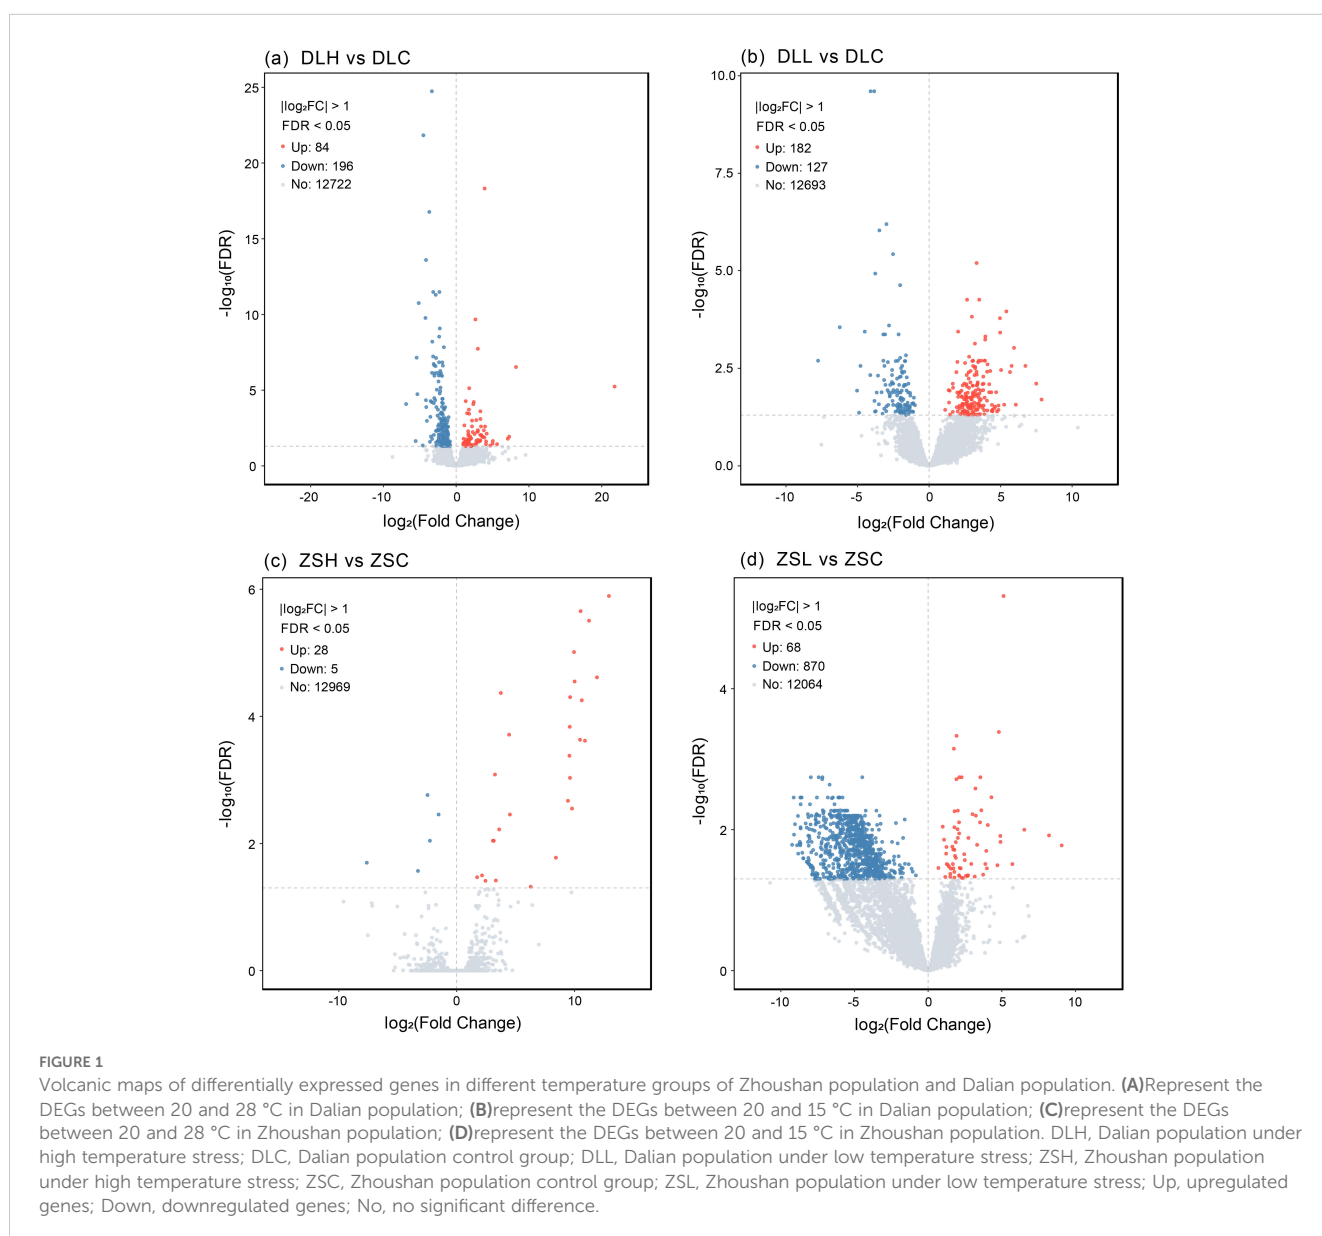 (a) DLH vs DLC
25
20
15
10
5
0
-log₁₀(FDR)
|log₂FC| > 1
FDR < 0.05
Up: 84
Down: 196
No: 12722
-20 -10 0 10 20
log₂(Fold Change)
(b) DLL vs DLC
10.0
7.5
5.0
2.5
0.0
-log₁₀(FDR)
|log₂FC| > 1
FDR < 0.05
Up: 182
Down: 127
No: 12693
-10 -5 0 5 10
log₂(Fold Change)
(c) ZSH vs ZSC
6
4
2
0
-log₁₀(FDR)
|log₂FC| > 1
FDR < 0.05
Up: 28
Down: 5
No: 12969
-10 0 10
log₂(Fold Change)
(d) ZSL vs ZSC
4
2
0
-log₁₀(FDR)
|log₂FC| > 1
FDR < 0.05
Up: 68
Down: 870
No: 12064
-10 -5 0 5 10
log₂(Fold Change)
FIGURE 1
Volcanic maps of differentially expressed genes in different temperature groups of Zhoushan population and Dalian population. (A)Represent the
DEGs between 20 and 28 °C in Dalian population; (B)represent the DEGs between 20 and 15 °C in Dalian population; (C)represent the DEGs
between 20 and 28 °C in Zhoushan population; (D)represent the DEGs between 20 and 15 °C in Zhoushan population. DLH, Dalian population under
high temperature stress; DLC, Dalian population control group; DLL, Dalian population under low temperature stress; ZSH, Zhoushan population
under high temperature stress; ZSC, Zhoushan population control group; ZSL, Zhoushan population under low temperature stress; Up, upregulated
genes; Down, downregulated genes; No, no significant difference.